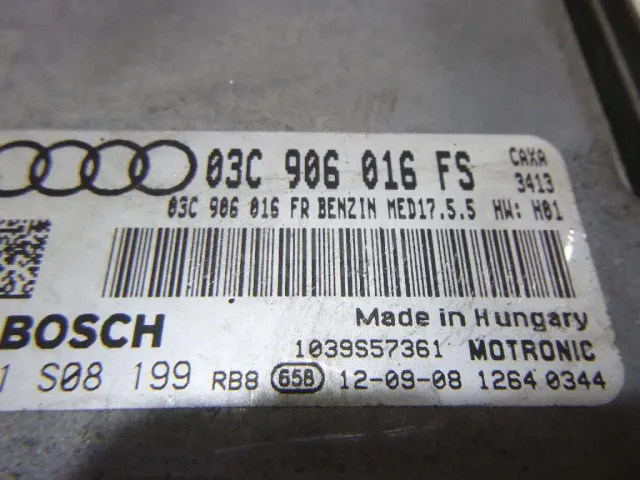 03C 906 016 FS CAXA
3413
03C 906 016 FR BENZIN MED17.5.5 HW: H01
BOSCH
Made in Hungary
1039S57361 MOTRONIC
1 S08 199 RB8 658 12-09-08 1264 0344